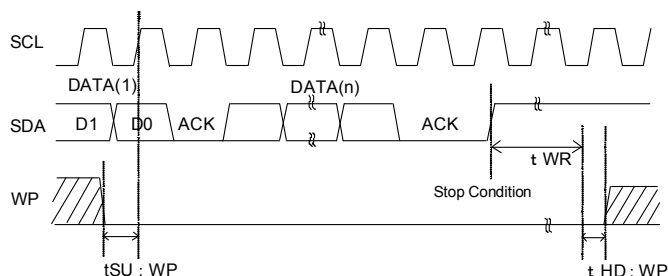 SCL
DATA(1)
DATA(n)
SDA
D1
D0
ACK
ACK
t WR
Stop Condition
WP
tSU : WP
t HD : WP